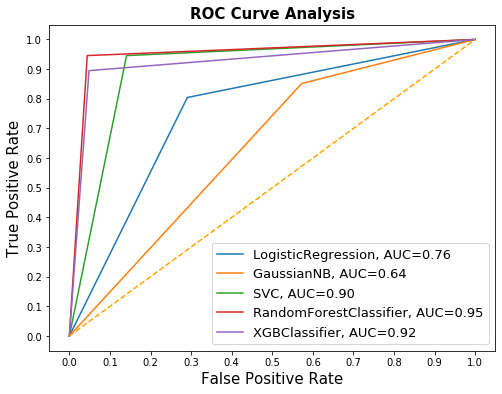 ROC Curve Analysis
True Positive Rate
1.0
0.9
0.8
0.7
0.6
0.5
0.4
0.3
0.2
0.1
0.0
LogisticRegression, AUC=0.76
GaussianNB, AUC=0.64
SVC, AUC=0.90
RandomForestClassifier, AUC=0.95
XGBClassifier, AUC=0.92
0.0 0.1 0.2 0.3 0.4 0.5 0.6 0.7 0.8 0.9 1.0
False Positive Rate